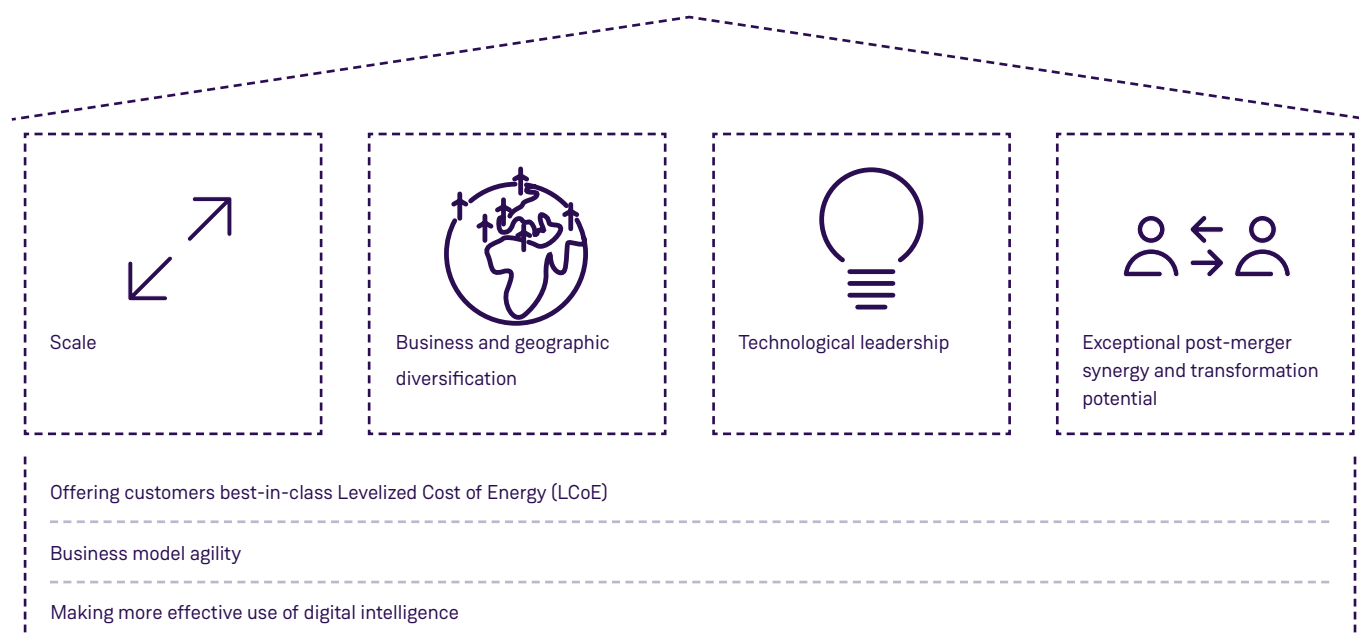 Scale
Business and geographic
diversification
Technological leadership
Exceptional post-merger
synergy and transformation
potential
Offering customers best-in-class Levelized Cost of Energy (LCoE)
Business model agility
Making more effective use of digital intelligence